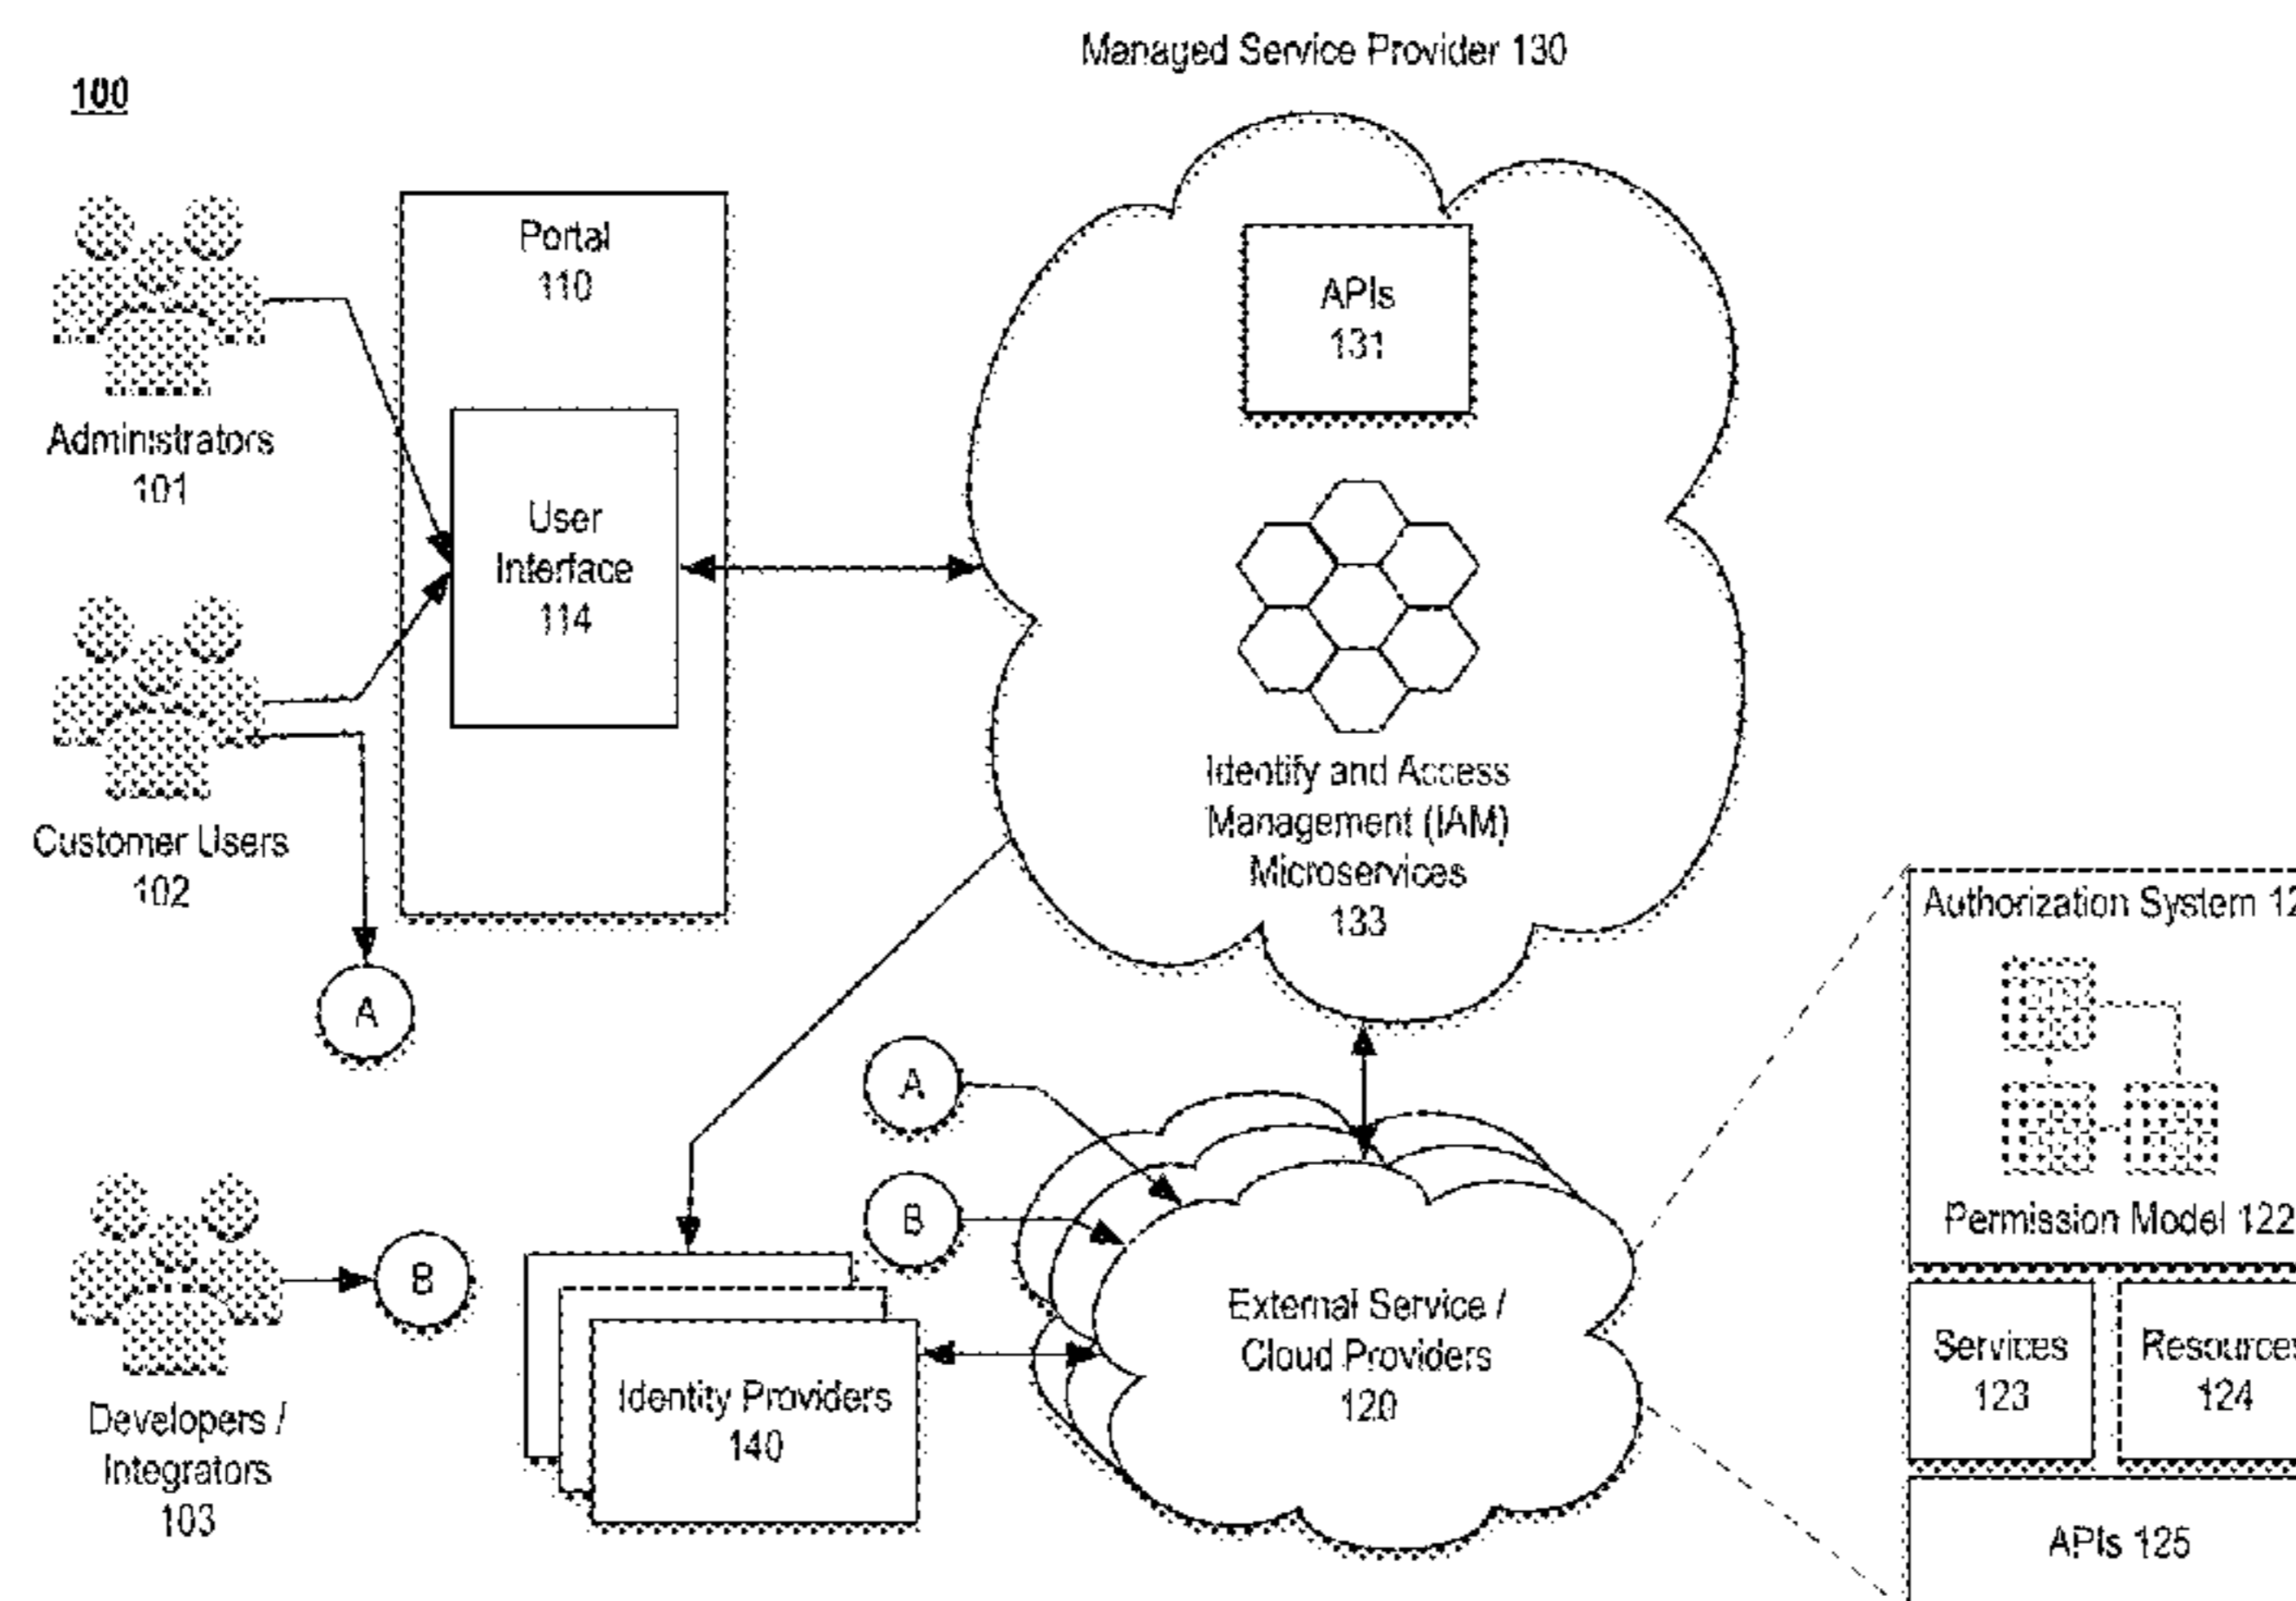 Managed Service Provider 130
100
Portal
110
APIs
131
Administrators
101
User
Interface
114
Identify and Access
Management (IAM)
Microservices
133
Customer Users
102
Authorization System
A
A
B
Permission Model 122
B
External Service /
Cloud Providers
120
Services
123
Resources
124
Identity Providers
140
Developers /
Integrators
103
APIs 125